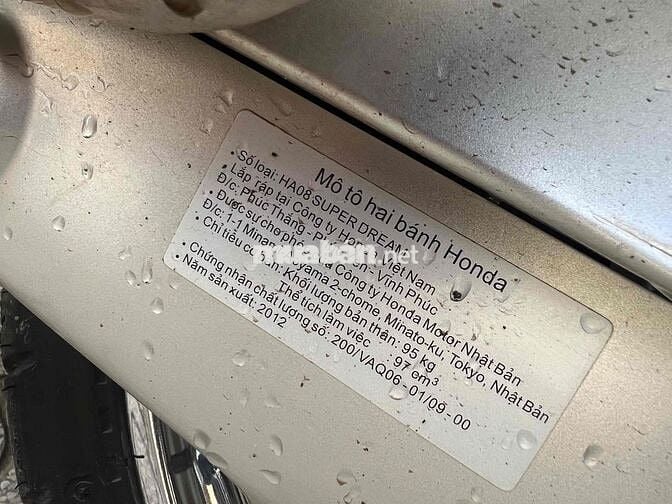 Mô tô hai bánh Honda
• Số loại: HA08 SUPER DREAM
• Lắp ráp tại Công ty Honda Việt Nam
Đ/c: Phúc Thắng - Phúc Yên - Vĩnh Phúc
• Được sự cho phép của Công ty Honda Motor Nhật Bản
Đ/c: 1-1 Minami-Aoyama 2-chome, Minato-ku, Tokyo, Nhật Bản
• Chỉ tiêu cơ bản: Khối lượng bản thân: 95 kg
Thể tích làm việc : 97 cm³
• Chứng nhận chất lượng số: 200/VAQ06 - 01/09 - 00
• Năm sản xuất: 2012
muaban.net